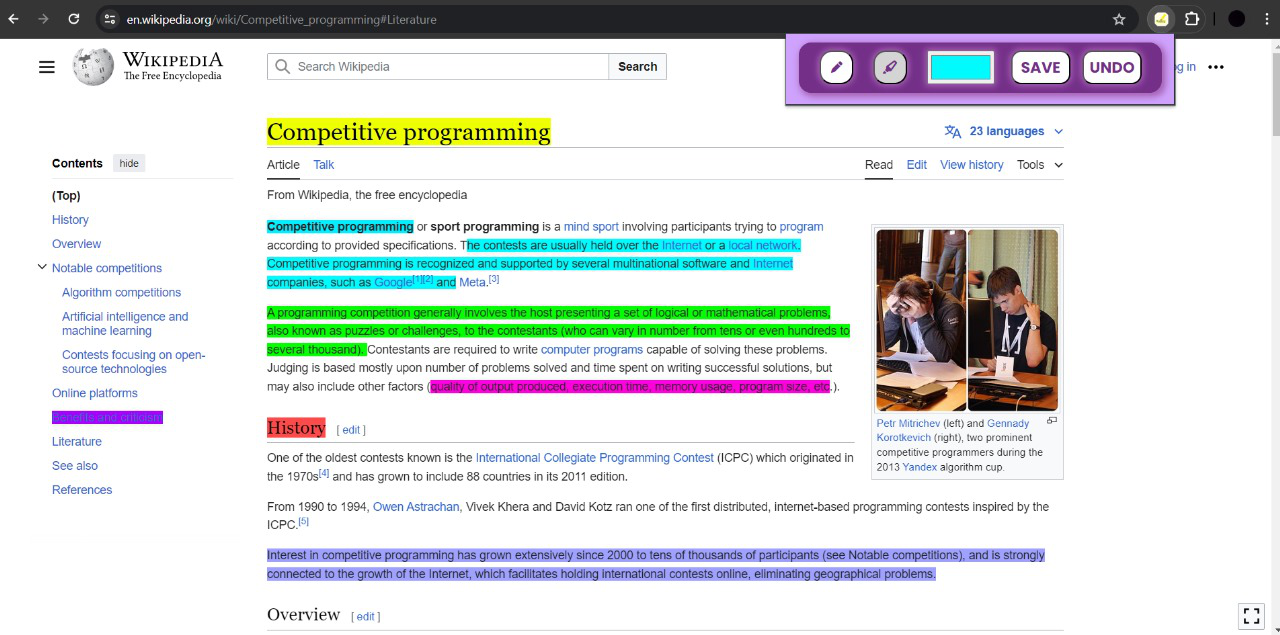 en.wikipedia.org/wiki/Competitive_programming#Literature
WIKIPEDIA
The Free Encyclopedia
Search Wikipedia
Search
SAVE
UNDO
g in
Competitive programming
23 languages
Contents
hide
Article
Talk
Read
Edit
View history
Tools
(Top)
History
Overview
Notable competitions
Algorithm competitions
Artificial intelligence and
machine learning
Contests focusing on open-
source technologies
Online platforms
Benefits and criticism
Literature
See also
References
From Wikipedia, the free encyclopedia
Competitive programming or sport programming is a mind sport involving participants trying to program
according to provided specifications. The contests are usually held over the Internet or a local network.
Competitive programming is recognized and supported by several multinational software and Internet
companies, such as Google[1][2] and Meta.[3]
A programming competition generally involves the host presenting a set of logical or mathematical problems,
also known as puzzles or challenges, to the contestants (who can vary in number from tens or even hundreds to
several thousand). Contestants are required to write computer programs capable of solving these problems.
Judging is based mostly upon number of problems solved and time spent on writing successful solutions, but
may also include other factors (quality of output produced, execution time, memory usage, program size, etc.).
Petr Mitrichev (left) and Gennady
Korotkevich (right), two prominent
competitive programmers during the
2013 Yandex algorithm cup.
History [ edit ]
One of the oldest contests known is the International Collegiate Programming Contest (ICPC) which originated in
the 1970s[4] and has grown to include 88 countries in its 2011 edition.
From 1990 to 1994, Owen Astrachan, Vivek Khera and David Kotz ran one of the first distributed, internet-based programming contests inspired by the
ICPC.[5]
Interest in competitive programming has grown extensively since 2000 to tens of thousands of participants (see Notable competitions), and is strongly
connected to the growth of the Internet, which facilitates holding international contests online, eliminating geographical problems.
Overview [ edit ]